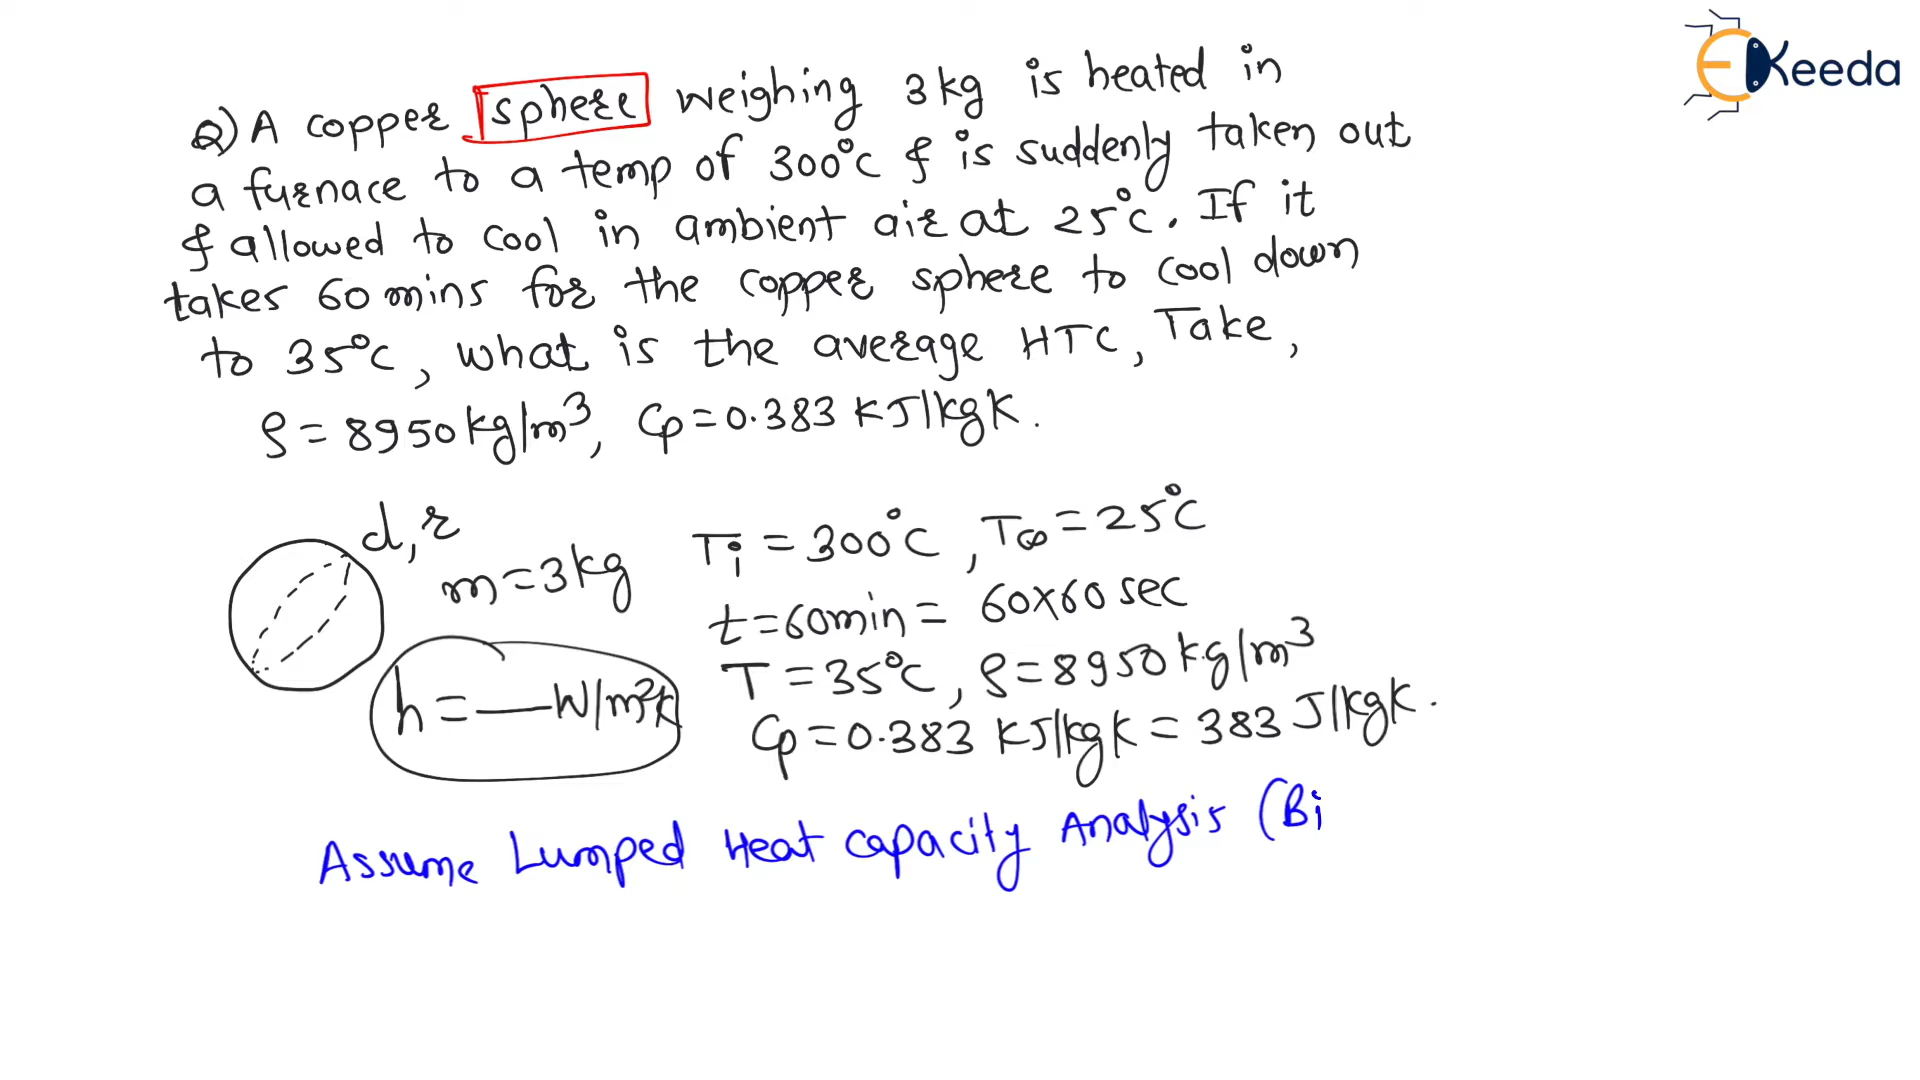 EKeeda
Q) A copper sphere weighing 3 kg is heated in
a furnace to a temp of 300°C & is suddenly taken out
& allowed to cool in ambient air at 25°C. If it
takes 60 mins for the copper sphere to cool down
to 35°C, what is the average HTC, Take,
ρ = 8950 kg/m³, Cp = 0.383 KJ/kgK.
d, r
m = 3kg
h = — W/m²K
Ti = 300°C, T∞ = 25°C
t = 60min = 60×60 sec
T = 35°C, ρ = 8950 kg/m³
Cp = 0.383 KJ/kgK = 383 J/kgK.
Assume Lumped Heat capacity Analysis (Bi